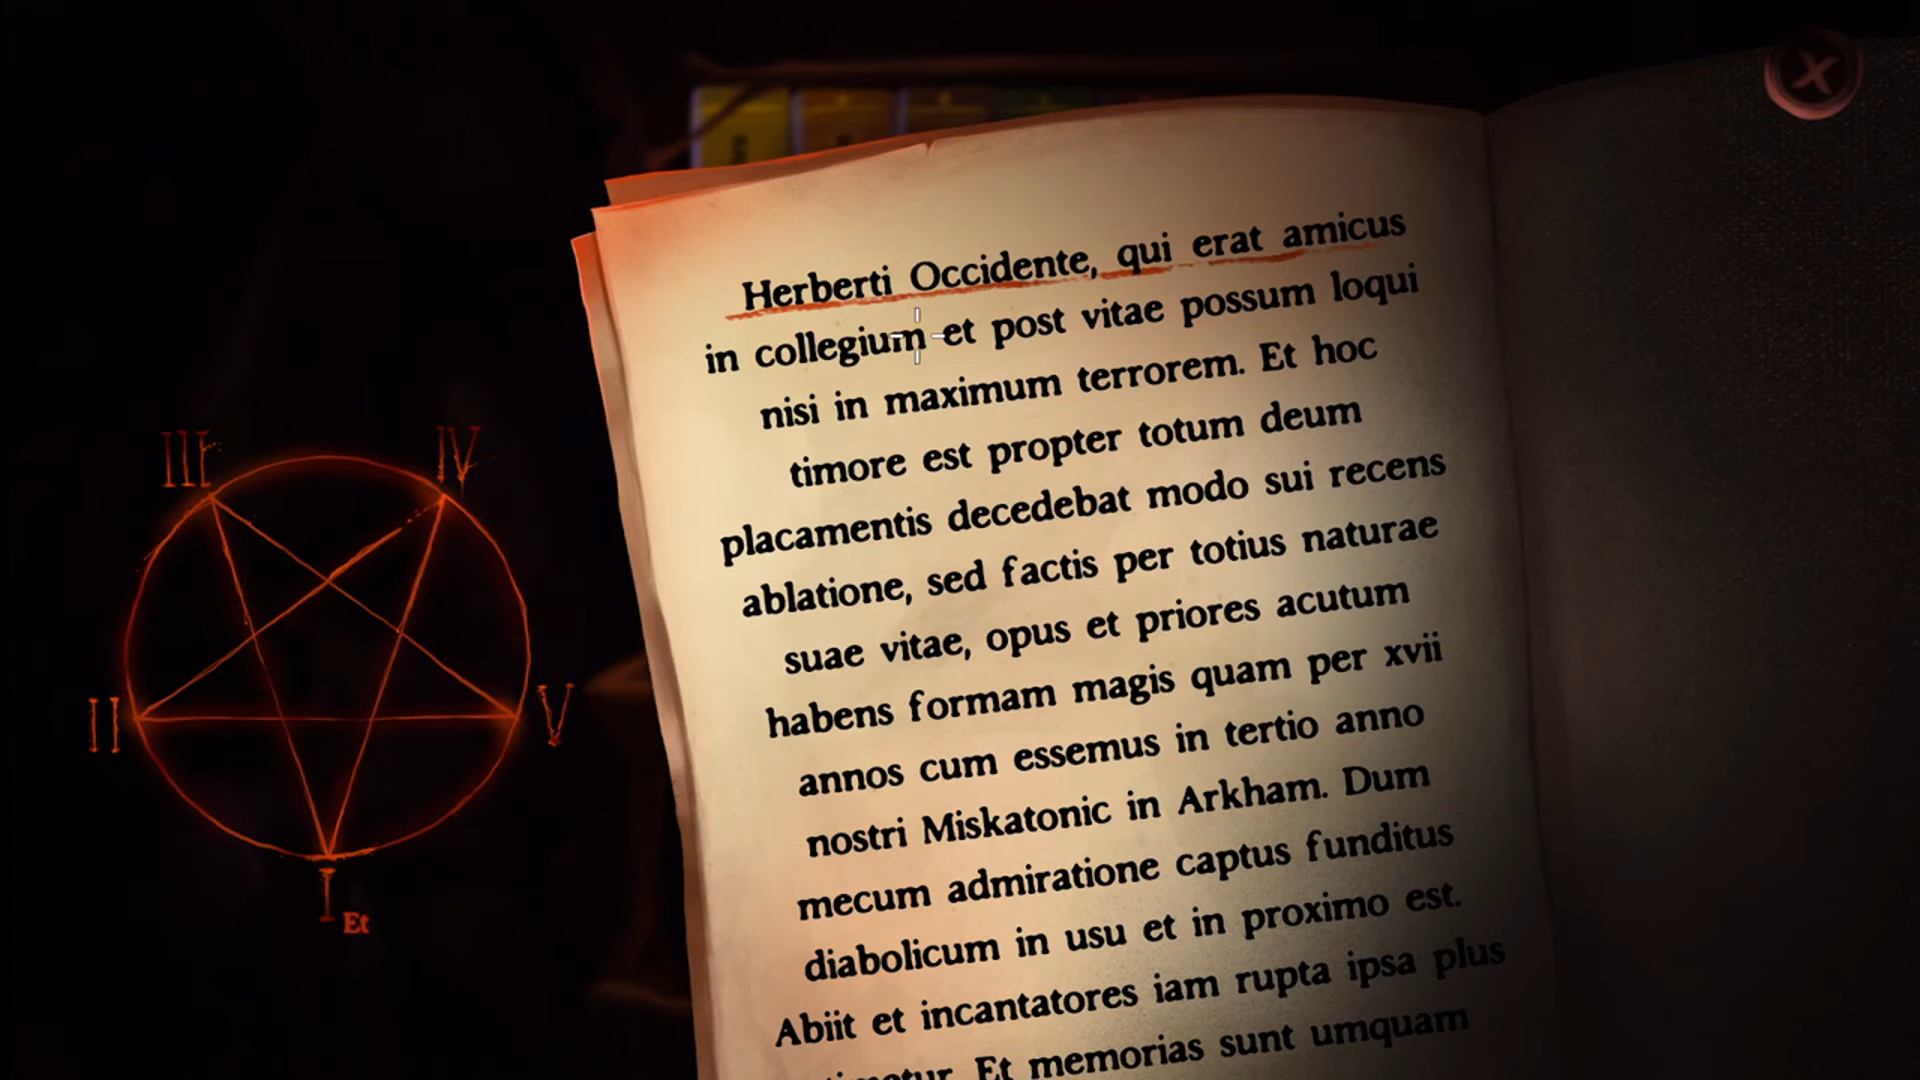 Herberti Occidente, qui erat amicus
in collegium et post vitae possum loqui
nisi in maximum terrorem. Et hoc
timore est propter totum deum
placamentis decedebat modo sui recens
ablatione, sed factis per totius naturae
suae vitae, opus et priores acutum
habens formam magis quam per xvii
annos cum essemus in tertio anno
nostri Miskatonic in Arkham. Dum
mecum admiratione captus funditus
diabolicum in usu et in proximo est.
Abiit et incantatores iam rupta ipsa plus
Et memorias sunt umquam
III
IV
II
V
I
Et
X